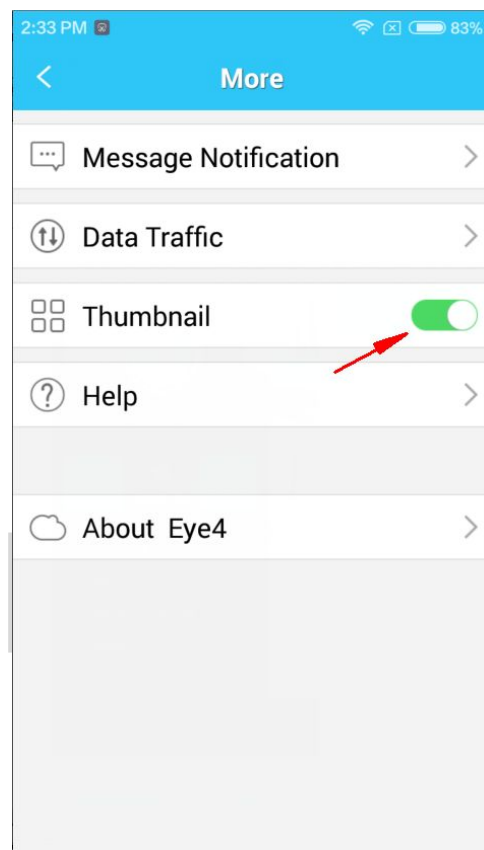 2:33 PM 83%
More
Message Notification
Data Traffic
Thumbnail
Help
About Eye4